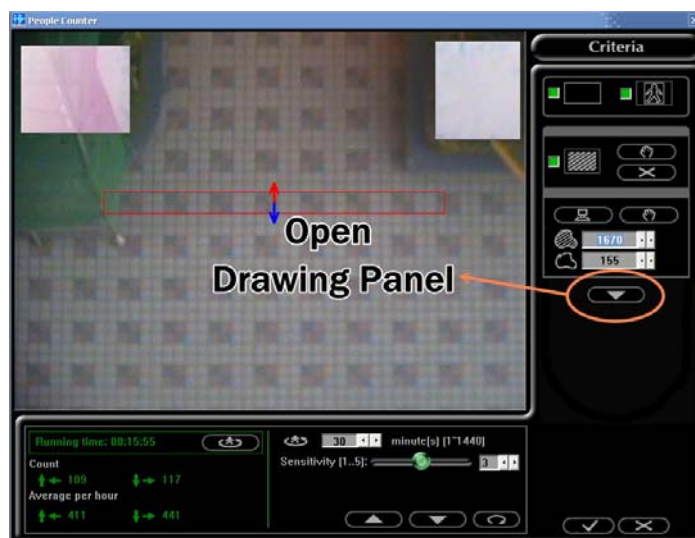 People Counter
Criteria
Open
Drawing Panel
1670
155
Running time: 00:15:55
30 minute(s) [1~1440]
Count
Sensitivity [1..5]: 3
109 117
Average per hour
411 441